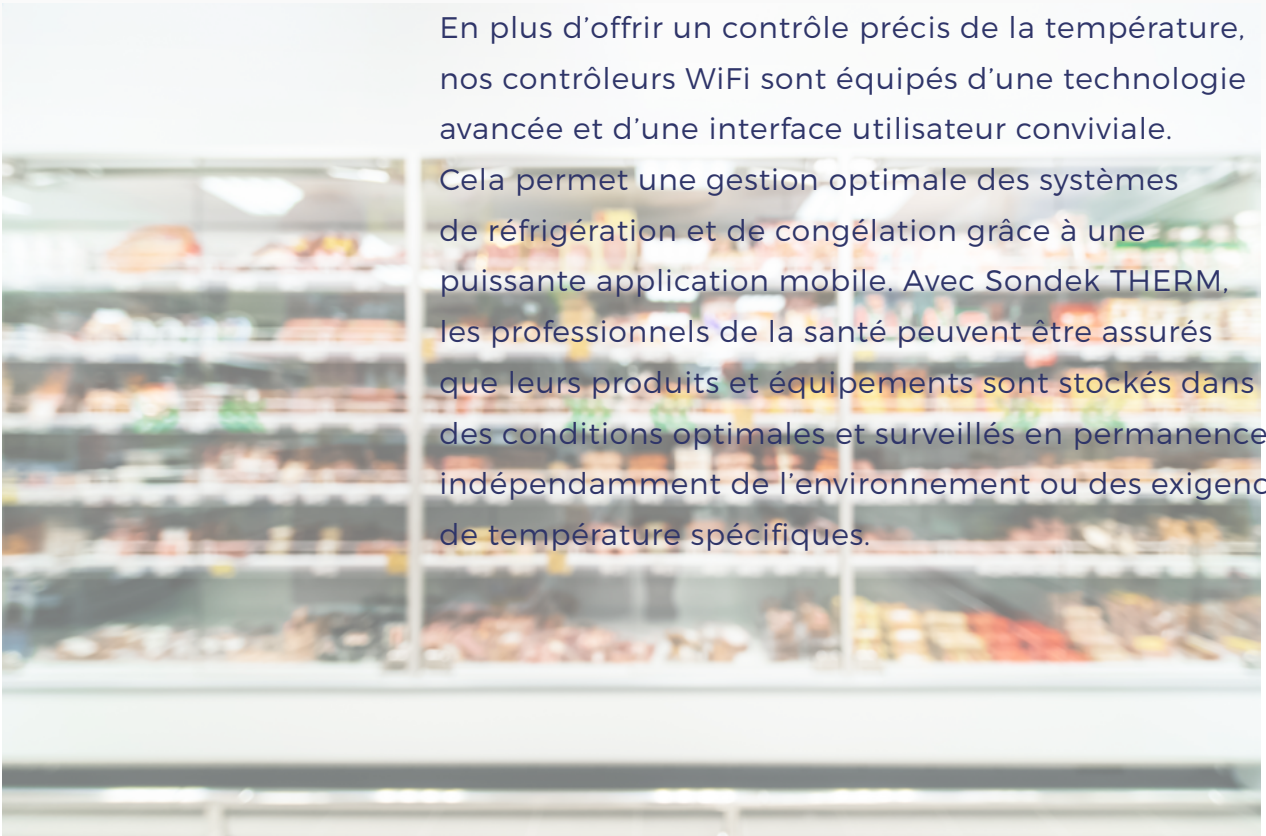 En plus d’offrir un contrôle précis de la température,
nos contrôleurs WiFi sont équipés d’une technologie
avancée et d’une interface utilisateur conviviale.
Cela permet une gestion optimale des systèmes
de réfrigération et de congélation grâce à une
puissante application mobile. Avec Sondek THERM,
les professionnels de la santé peuvent être assurés
que leurs produits et équipements sont stockés dans
des conditions optimales et surveillés en permanence
indépendamment de l’environnement ou des
de température spécifiques.